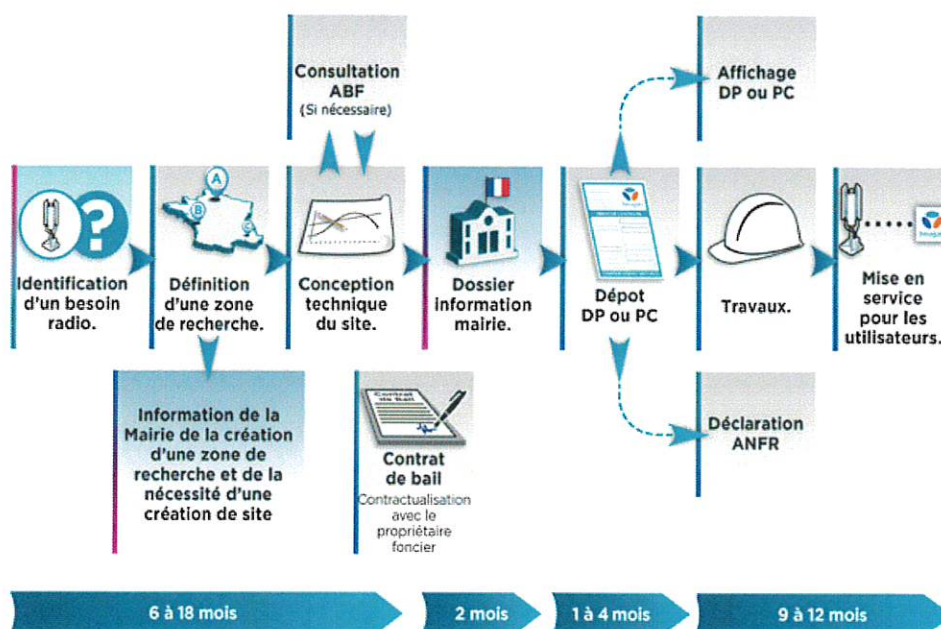 Consultation
ABF
(Si nécessaire)
Affichage
DP ou PC
A
B
C
Identification
d'un besoin
radio.
Définition
d'une zone
de recherche.
Conception
technique
du site.
Dossier
information
mairie.
Dépot
DP ou PC
Travaux.
Mise en
service
pour les
utilisateurs.
Information de la
Mairie de la création
d'une zone de
recherche et de la
nécessité d'une
création de site
Contrat
de Bail
Contrat
de bail
Contractualisation
avec le
propriétaire
foncier
Déclaration
ANFR
6 à 18 mois
2 mois
1 à 4 mois
9 à 12 mois